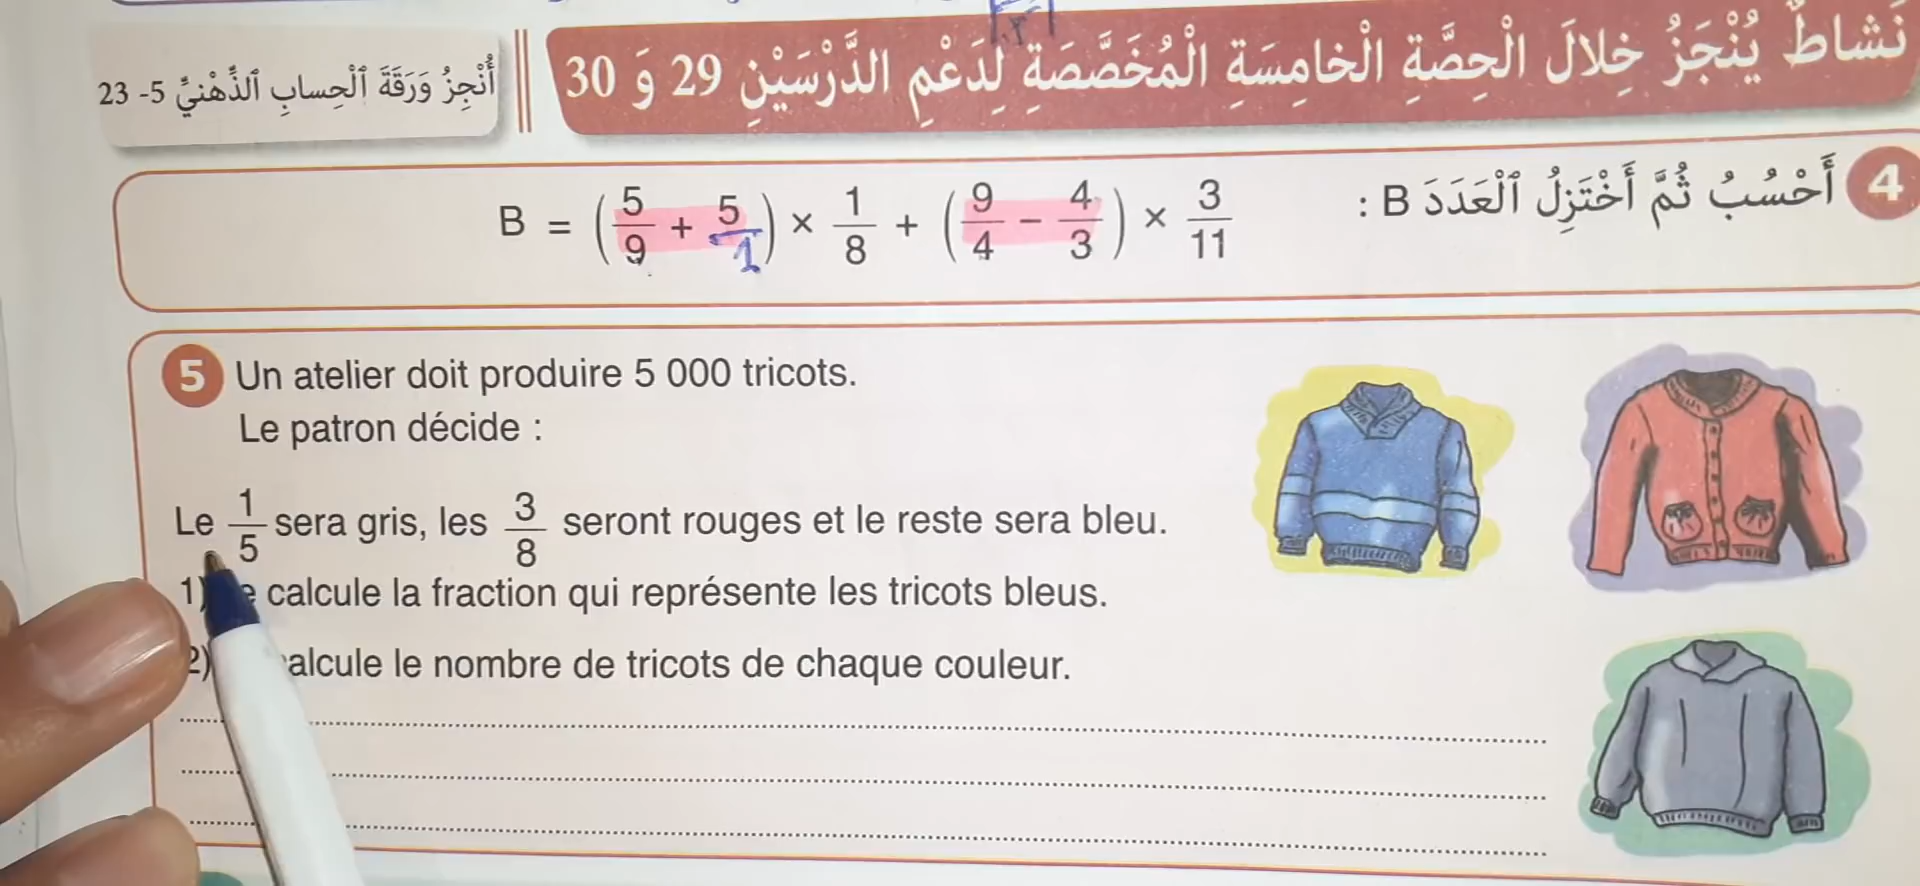 نَشاطٌ يُنْجَزُ خِلالَ الْحِصَّةِ الْخامِسَةِ الْمُخَصَّصَةِ لِدَعْمِ الدَّرْسَيْنِ 29 وَ 30
أُنْجِزُ وَرَقَةَ ٱلْحِسابِ ٱلذِّهْنِيِّ 5- 23
4 أَحْسُبُ ثُمَّ أَخْتَزِلُ ٱلْعَدَدَ B :
B = (5/9 + 5/1) × 1/8 + (9/4 − 4/3) × 3/11
5 Un atelier doit produire 5 000 tricots.
Le patron décide :
Le 1/5 sera gris, les 3/8 seront rouges et le reste sera bleu.
1) calcule la fraction qui représente les tricots bleus.
2) alcule le nombre de tricots de chaque couleur.